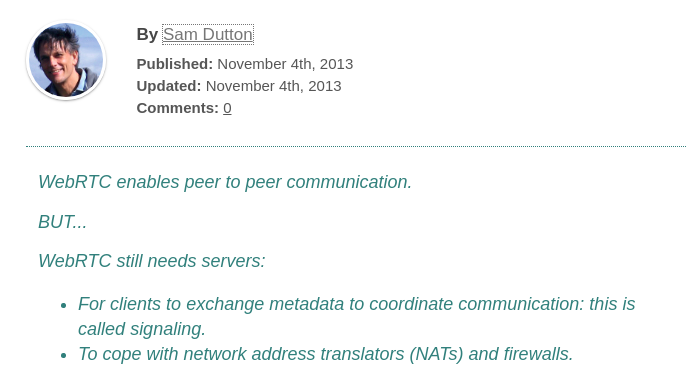 By Sam Dutton
Published: November 4th, 2013
Updated: November 4th, 2013
Comments: 0
WebRTC enables peer to peer communication.
BUT...
WebRTC still needs servers:
• For clients to exchange metadata to coordinate communication: this is
called signaling.
• To cope with network address translators (NATs) and firewalls.